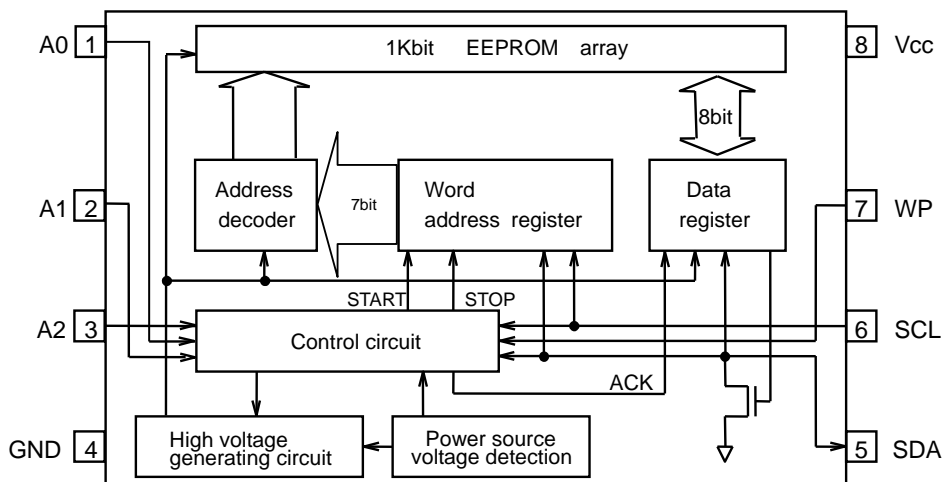 A0 1
1Kbit EEPROM array
8 Vcc
8bit
A1 2
Address
decoder
7bit
Word
address register
Data
register
7 WP
START
STOP
A2 3
Control circuit
6 SCL
ACK
GND 4
High voltage
generating circuit
Power source
voltage detection
5 SDA